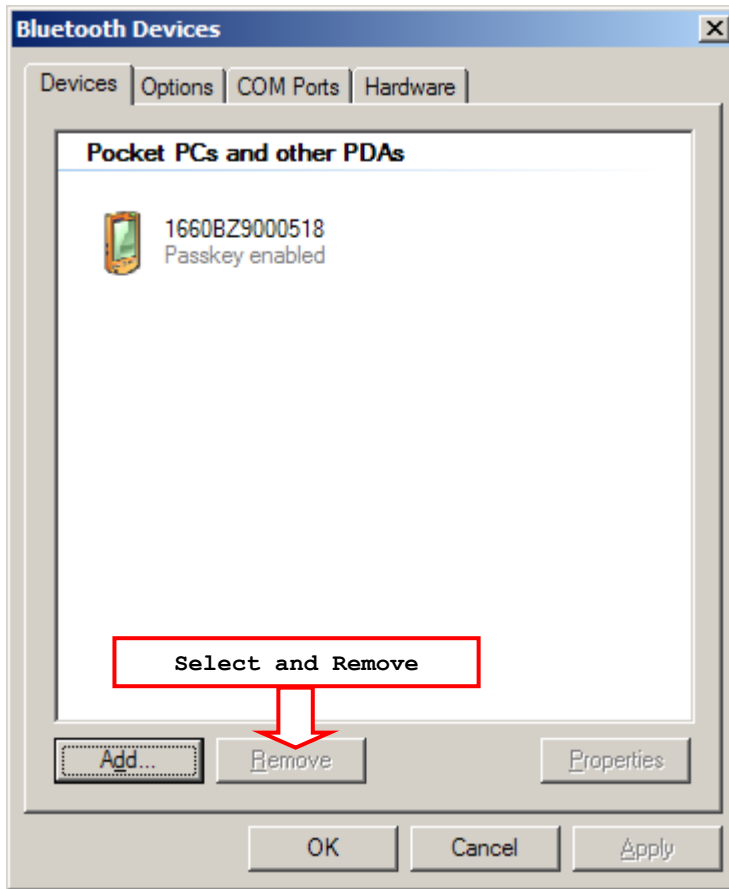 Bluetooth Devices
Devices Options COM Ports Hardware
Pocket PCs and other PDAs
1660BZ9000518
Passkey enabled
Select and Remove
Add... Remove Properties
OK Cancel Apply